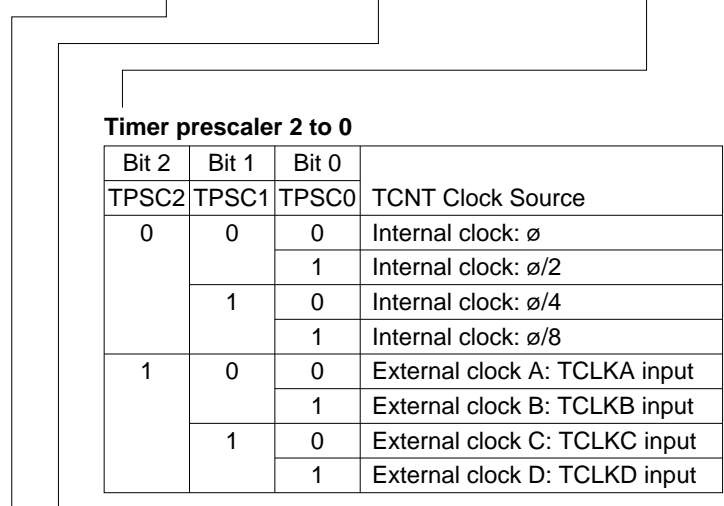 Timer prescaler 2 to 0
Bit 2 Bit 1 Bit 0
TPSC2 TPSC1 TPSC0 TCNT Clock Source
0 0 0 Internal clock: ø
1 Internal clock: ø/2
1 0 Internal clock: ø/4
1 Internal clock: ø/8
1 0 0 External clock A: TCLKA input
1 External clock B: TCLKB input
1 0 External clock C: TCLKC input
1 External clock D: TCLKD input